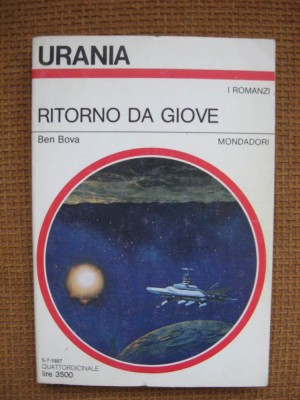 URANIA
I ROMANZI
RITORNO DA GIOVE
Ben Bova
MONDADORI
5-7-1987
QUATTORDICINALE
lire 3500